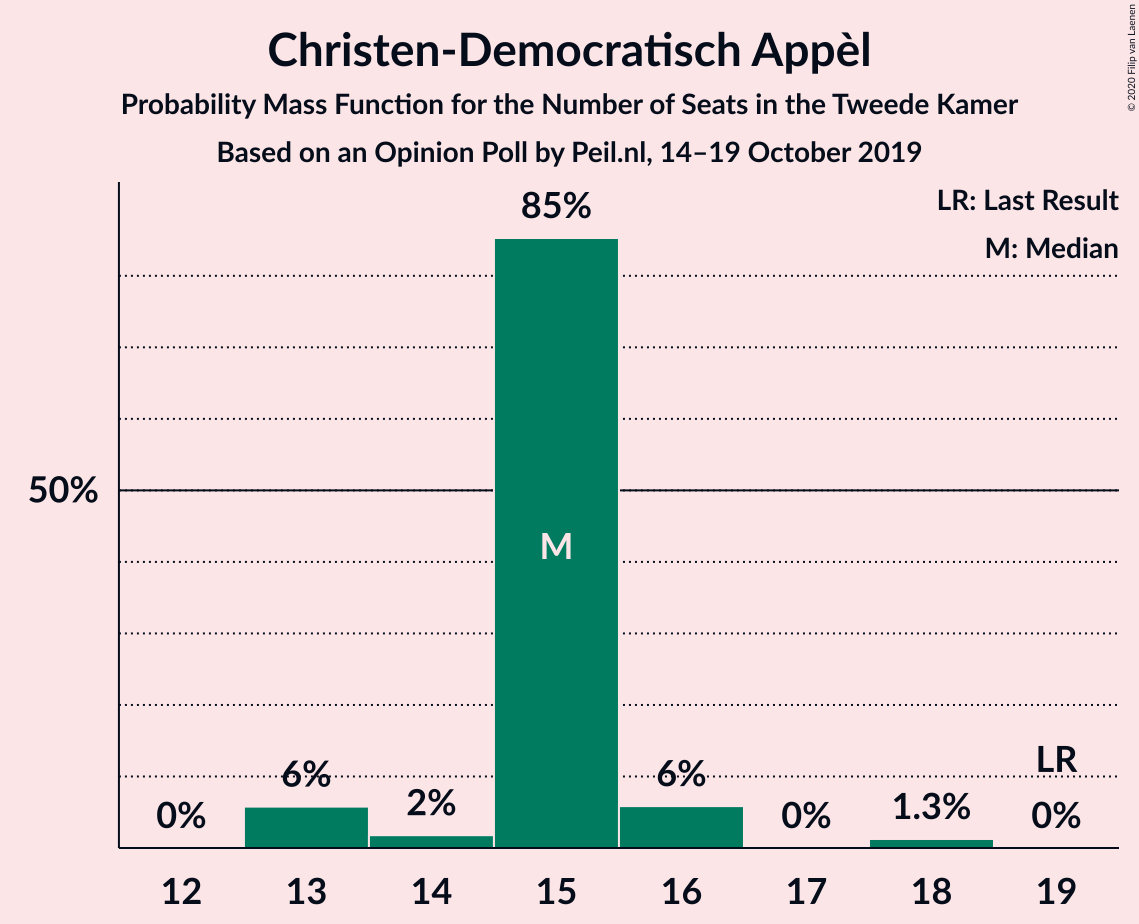 Christen-Democratisch Appèl
Probability Mass Function for the Number of Seats in the Tweede Kamer
Based on an Opinion Poll by Peil.nl, 14–19 October 2019
© 2020 Filip van Laenen
LR: Last Result
M: Median
85%
50%
M
LR
0%
6%
2%
6%
0%
1.3%
0%
12 13 14 15 16 17 18 19